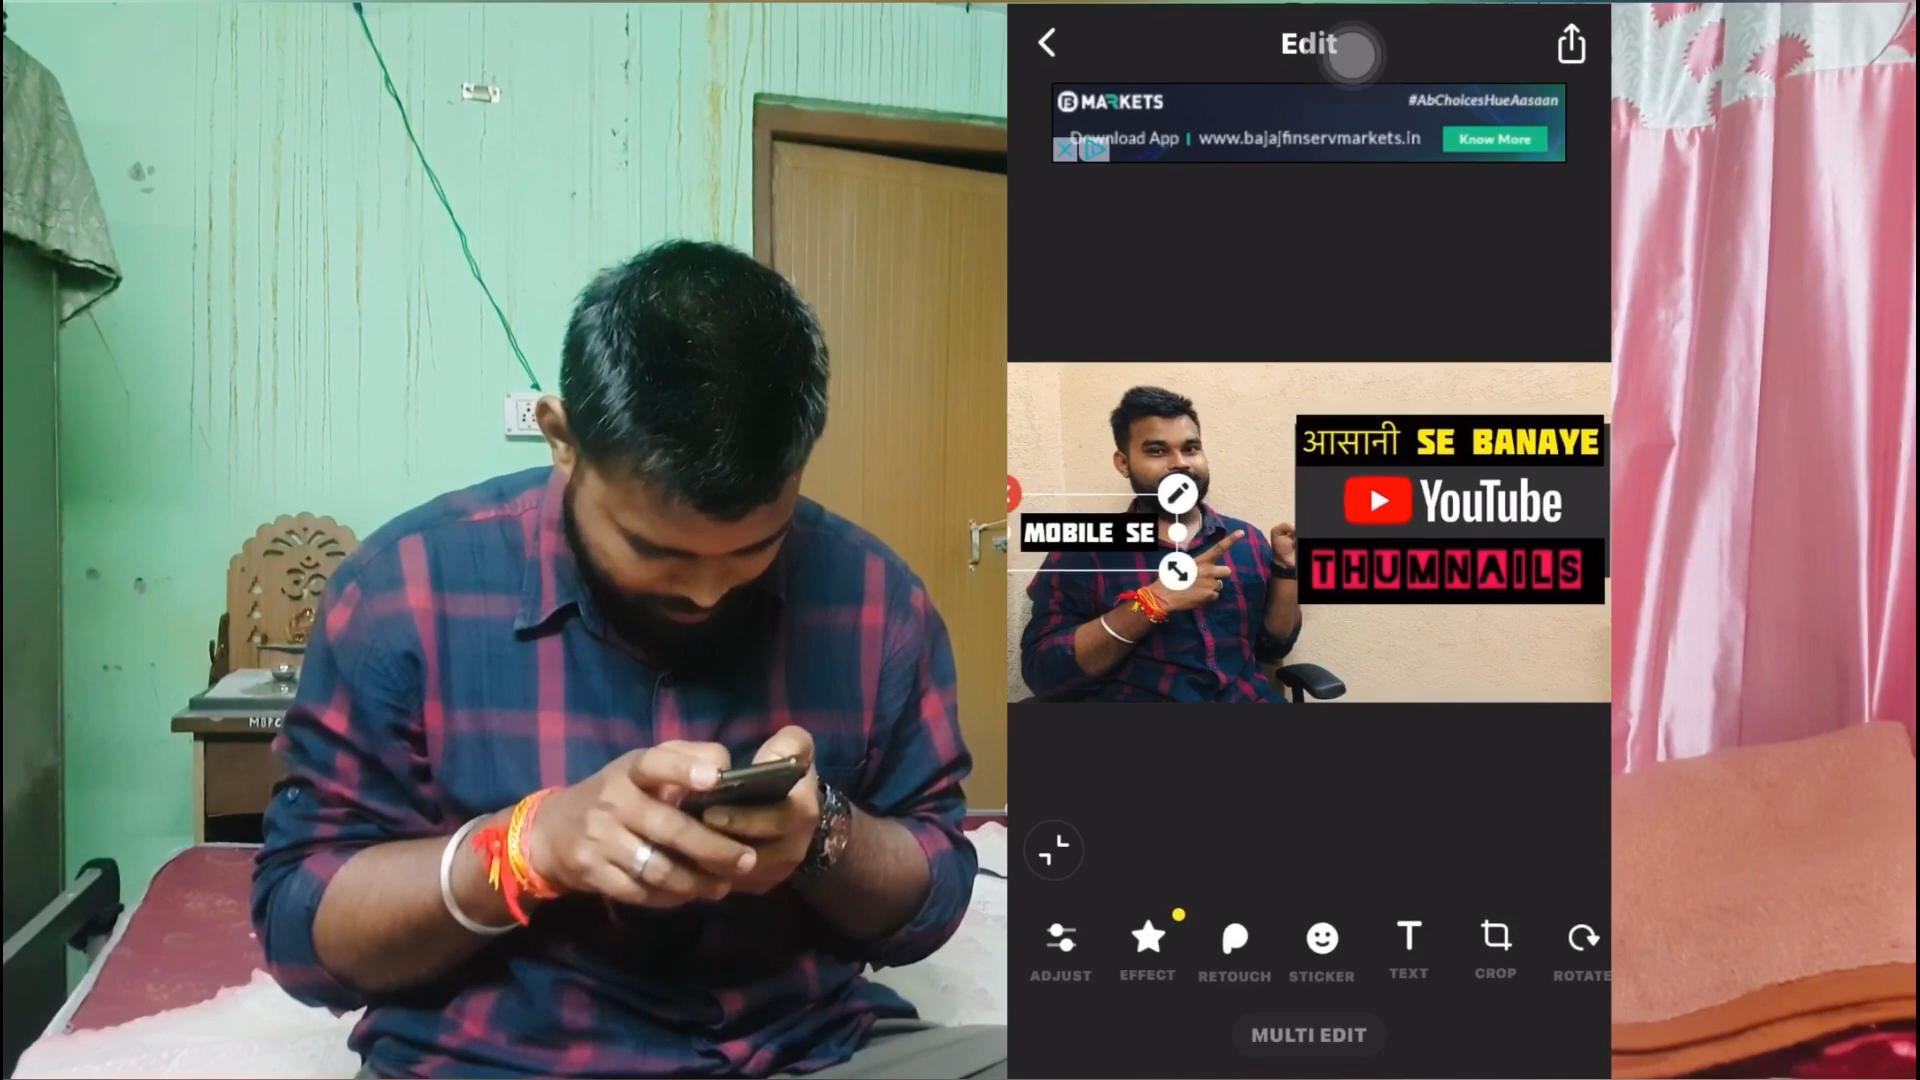 Edit
MARKETS
#AbChoicesHueAasaan
Download App | www.bajajfinservmarkets.in
Know More
आसानी SE BANAYE
YouTube
MOBILE SE
THUMNAILS
MBPC
ADJUST
EFFECT
RETOUCH
STICKER
TEXT
CROP
ROTATE
MULTI EDIT